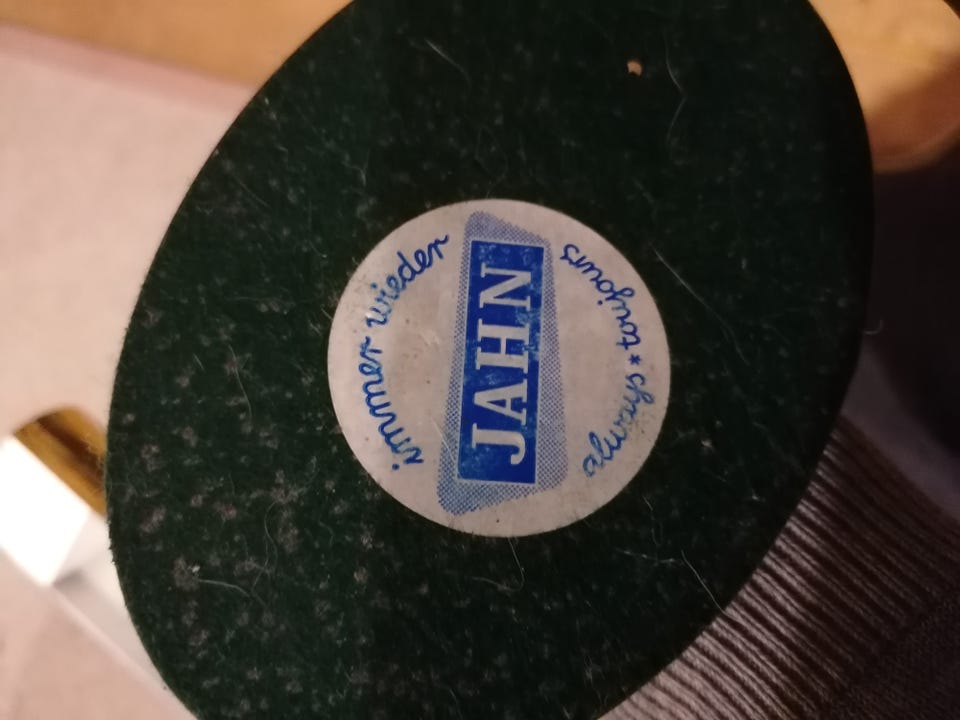 immer wieder
JAHN
always * toujours